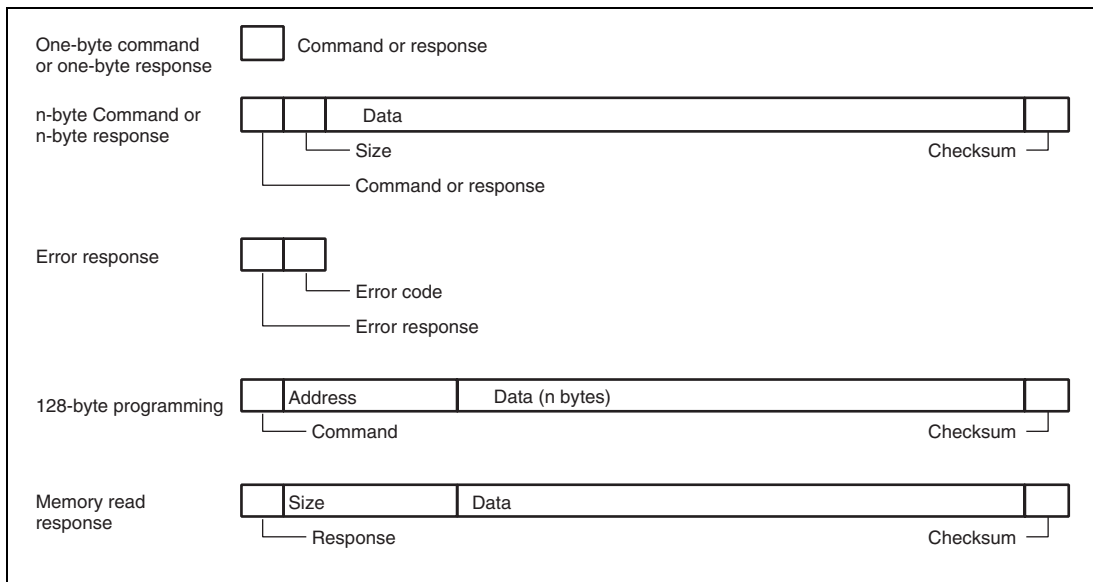 One-byte command
or one-byte response
Command or response
n-byte Command or
n-byte response
Data
Size
Checksum
Command or response
Error response
Error code
Error response
128-byte programming
Address
Data (n bytes)
Command
Checksum
Memory read
response
Size
Data
Response
Checksum